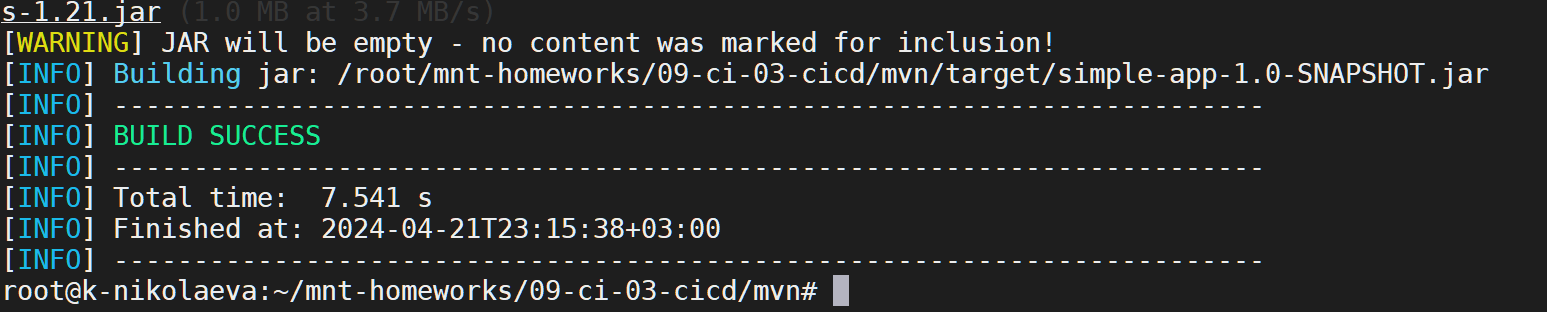 s-1.21.jar (1.0 MB at 3.7 MB/s)
[WARNING] JAR will be empty - no content was marked for inclusion!
[INFO] Building jar: /root/mnt-homeworks/09-ci-03-cicd/mvn/target/simple-app-1.0-SNAPSHOT.jar
[INFO] ------------------------------------------------------------------------
[INFO] BUILD SUCCESS
[INFO] ------------------------------------------------------------------------
[INFO] Total time:  7.541 s
[INFO] Finished at: 2024-04-21T23:15:38+03:00
[INFO] ------------------------------------------------------------------------
root@k-nikolaeva:~/mnt-homeworks/09-ci-03-cicd/mvn#